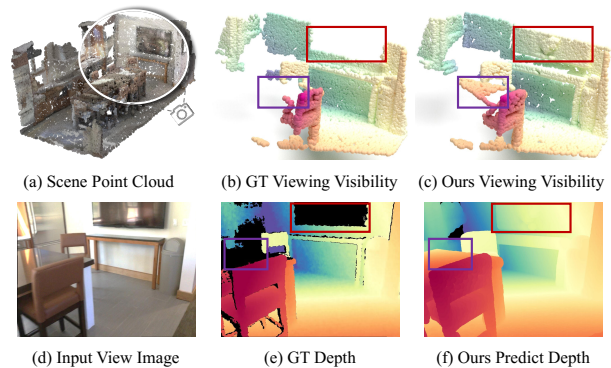 (a) Scene Point Cloud
(b) GT Viewing Visibility
(c) Ours Viewing Visibility
(d) Input View Image
(e) GT Depth
(f) Ours Predict Depth